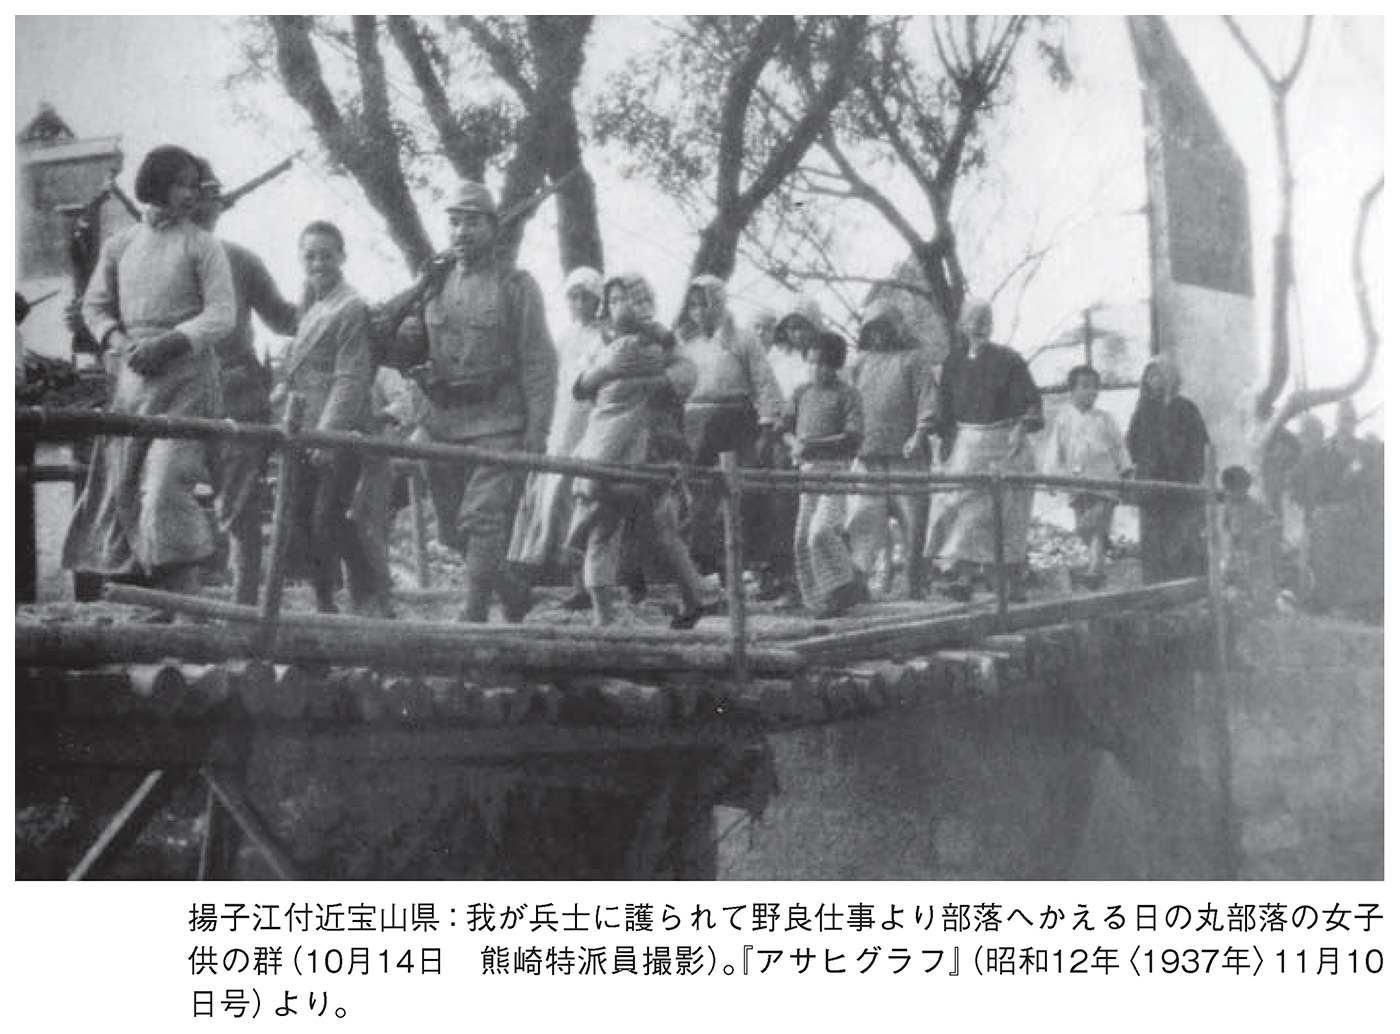 揚子江付近宝山県：我が兵士に護られて野良仕事より部落へかえる日の丸部落の女子
供の群（10月14日　熊崎特派員撮影）。『アサヒグラフ』（昭和12年〈1937年〉11月10
日号）より。